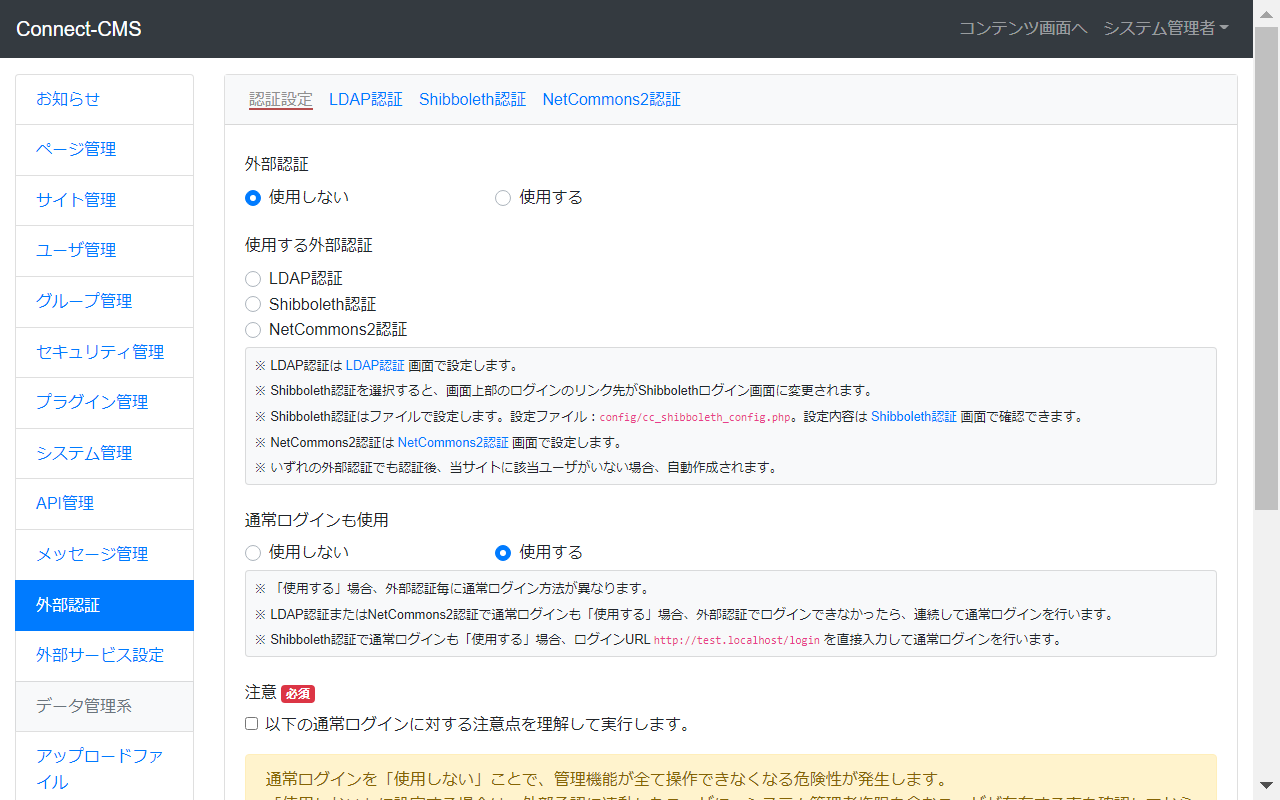 Connect-CMS
コンテンツ画面へ システム管理者
お知らせ
ページ管理
サイト管理
ユーザ管理
グループ管理
セキュリティ管理
プラグイン管理
システム管理
API管理
メッセージ管理
外部認証
外部サービス設定
データ管理系
アップロードファ
イル
認証設定 LDAP認証 Shibboleth認証 NetCommons2認証
外部認証
使用しない 使用する
使用する外部認証
LDAP認証
Shibboleth認証
NetCommons2認証
※ LDAP認証は LDAP認証 画面で設定します。
※ Shibboleth認証を選択すると、画面上部のログインのリンク先がShibbolethログイン画面に変更されます。
※ Shibboleth認証はファイルで設定します。設定ファイル：config/cc_shibboleth_config.php。設定内容は Shibboleth認証 画面で確認できます。
※ NetCommons2認証は NetCommons2認証 画面で設定します。
※ いずれの外部認証でも認証後、当サイトに該当ユーザがいない場合、自動作成されます。
通常ログインも使用
使用しない 使用する
※ 「使用する」場合、外部認証毎に通常ログイン方法が異なります。
※ LDAP認証またはNetCommons2認証で通常ログインも「使用する」場合、外部認証でログインできなかったら、連続して通常ログインを行います。
※ Shibboleth認証で通常ログインも「使用する」場合、ログインURL http://test.localhost/login を直接入力して通常ログインを行います。
注意 必須
以下の通常ログインに対する注意点を理解して実行します。
通常ログインを「使用しない」ことで、管理機能が全て操作できなくなる危険性が発生します。